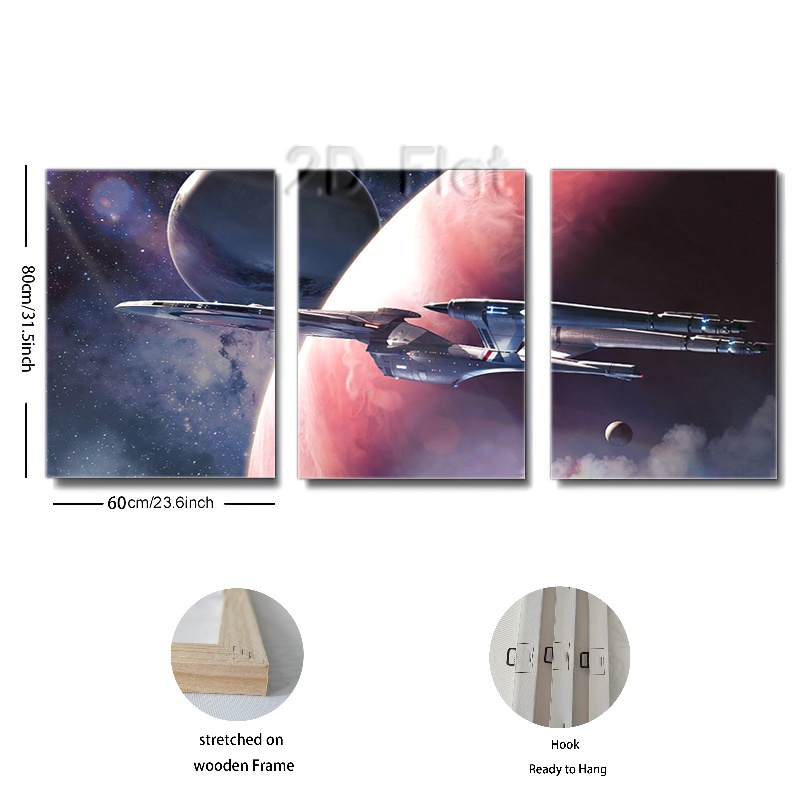 2D Flat
80cm/31.5inch
60cm/23.6inch
stretched on
wooden Frame
Hook
Ready to Hang